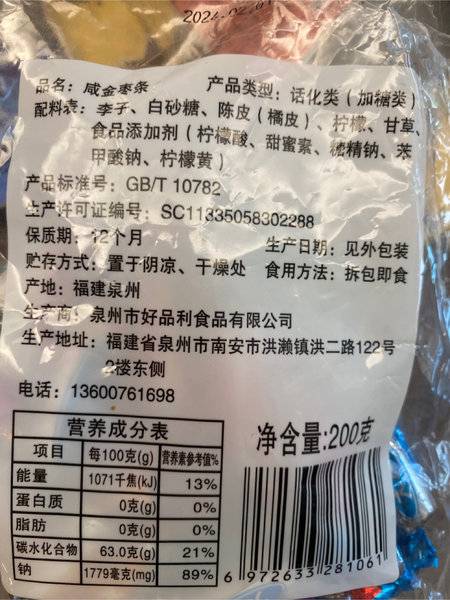 品名：咸金枣条 产品类型：话化类（加糖类）
配料表：李子、白砂糖、陈皮（橘皮）、柠檬、甘草、
食品添加剂（柠檬酸、甜蜜素、糖精钠、苯
甲酸钠、柠檬黄）
产品标准号：GB/T 10782
生产许可证编号：SC11335058302288
保质期：12个月 生产日期：见外包装
贮存方式：置于阴凉、干燥处 食用方法：拆包即食
产地：福建泉州
生产商：泉州市好品利食品有限公司
生产地址：福建省泉州市南安市洪濑镇洪二路122号
2楼东侧
电话：13600761698
营养成分表
项目 每100克(g) 营养素参考值%
能量 1071千焦(kJ) 13%
蛋白质 0克(g) 0%
脂肪 0克(g) 0%
碳水化合物 63.0克(g) 21%
钠 1779毫克(mg) 89%
净含量:200克
6 972633 281061